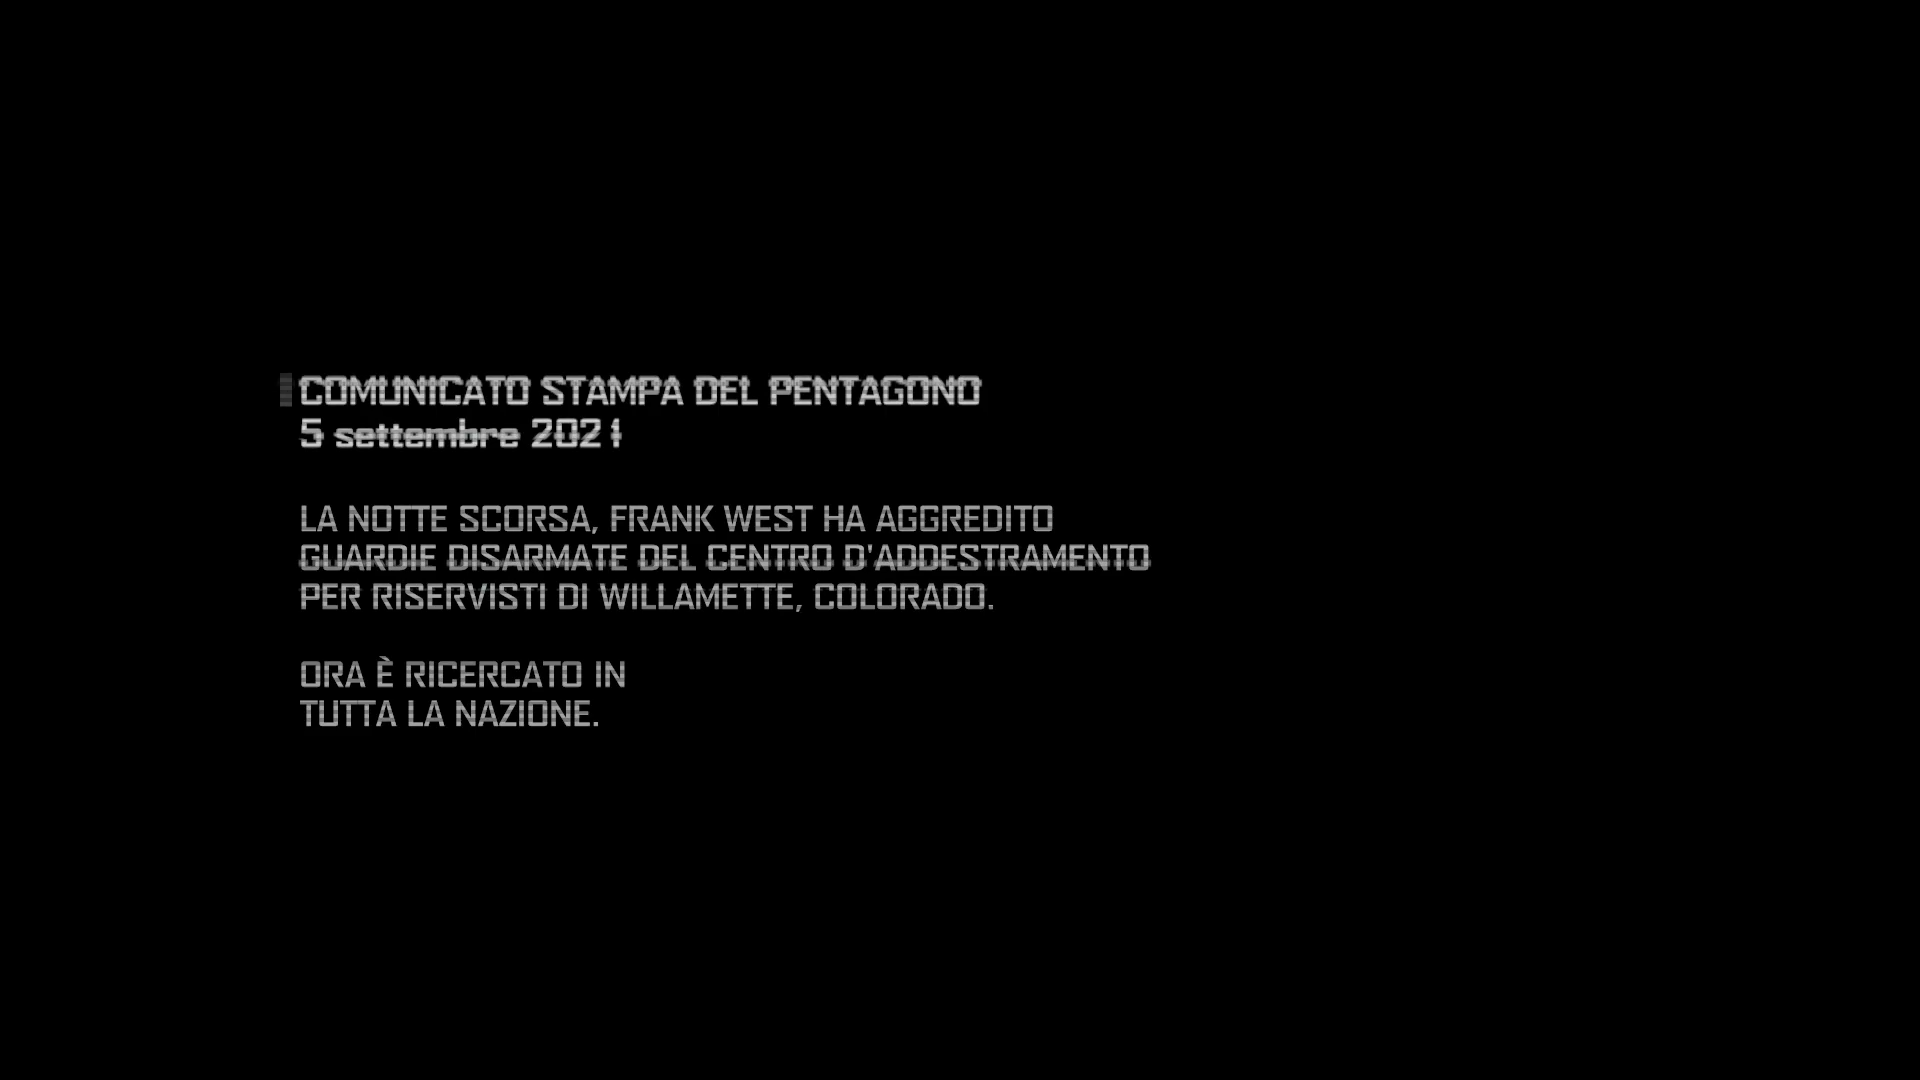 COMUNICATO STAMPA DEL PENTAGONO
5 settembre 2021
LA NOTTE SCORSA, FRANK WEST HA AGGREDITO
GUARDIE DISARMATE DEL CENTRO D'ADDESTRAMENTO
PER RISERVISTI DI WILLAMETTE, COLORADO.
ORA È RICERCATO IN
TUTTA LA NAZIONE.